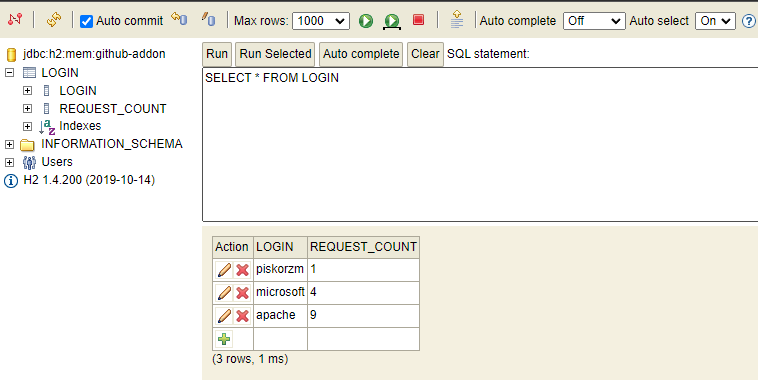 Auto commit Max rows: 1000 Auto complete Off Auto select On
jdbc:h2:mem:github-addon
LOGIN
LOGIN
REQUEST_COUNT
Indexes
INFORMATION_SCHEMA
Users
H2 1.4.200 (2019-10-14)
Run Run Selected Auto complete Clear SQL statement:
SELECT * FROM LOGIN
Action LOGIN REQUEST_COUNT
piskorzm 1
microsoft 4
apache 9
(3 rows, 1 ms)